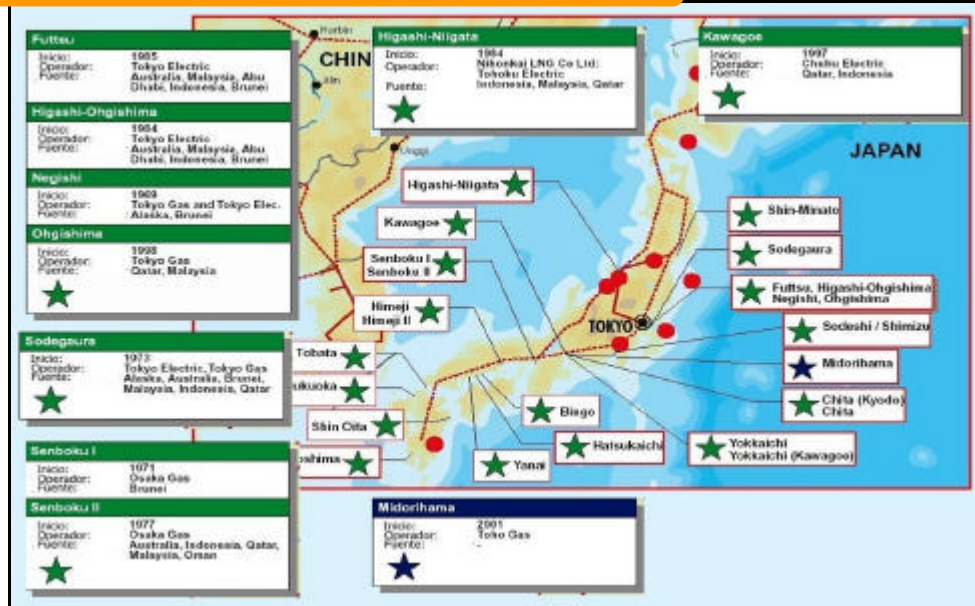 Futtsu
Inicio: 1985
Operador: Tokyo Electric
Fuente: Australia, Malaysia, Abu
Dhabi, Indonesia, Brunei
Higashi-Ohgishima
Inicio: 1984
Operador: Tokyo Electric
Fuente: Australia, Malaysia, Abu
Dhabi, Indonesia, Brunei
Negishi
Inicio: 1969
Operador: Tokyo Gas and Tokyo Elec.
Fuente: Alaska, Brunei
Ohgishima
Inicio: 1998
Operador: Tokyo Gas
Fuente: Qatar, Malaysia
Sodegaura
Inicio: 1973
Operador: Tokyo Electric, Tokyo Gas
Fuente: Alaska, Australia, Brunei,
Malaysia, Indonesia, Qatar
Senboku I
Inicio: 1971
Operador: Osaka Gas
Fuente: Brunei
Senboku II
Inicio: 1977
Operador: Osaka Gas
Fuente: Australia, Indonesia, Qatar,
Malaysia, Oman
Harbin
CHIN
Jilin
Unggi
Higashi-Niigata
Inicio: 1984
Operador: Nihonkai LNG Co Ltd:
Tohoku Electric
Fuente: Indonesia, Malaysia, Qatar
Kawagoe
Inicio: 1997
Operador: Chubu Electric
Fuente: Qatar, Indonesia
JAPAN
Higashi-Niigata
Kawagoe
Senboku I
Senboku II
Himeji
Himeji II
Tobata
ukuoka
Shin Oita
oshima
TOKYO
Shin-Minato
Sodegaura
Futtsu, Higashi-Ohgishima
Negishi, Ohgishima
Sodeshi / Shimizu
Midorihama
Chita (Kyodo)
Chita
Bingo
Hatsukaichi
Yanai
Yokkaichi
Yokkaichi (Kawagoe)
Midorihama
Inicio: 2001
Operador: Toho Gas
Fuente: -